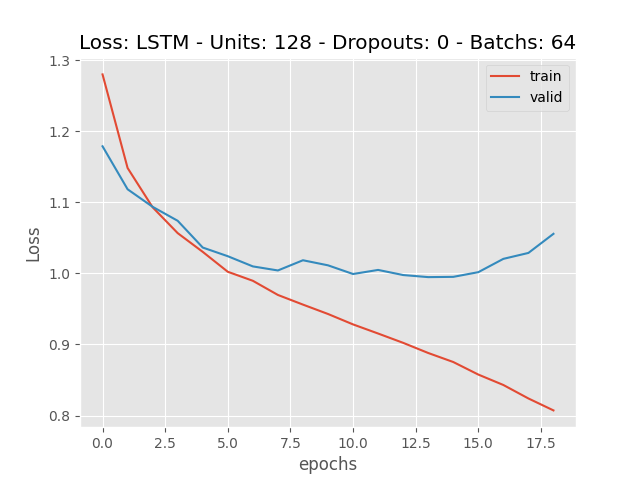 Loss: LSTM - Units: 128 - Dropouts: 0 - Batchs: 64
train
valid
Loss
1.3
1.2
1.1
1.0
0.9
0.8
0.0 2.5 5.0 7.5 10.0 12.5 15.0 17.5
epochs